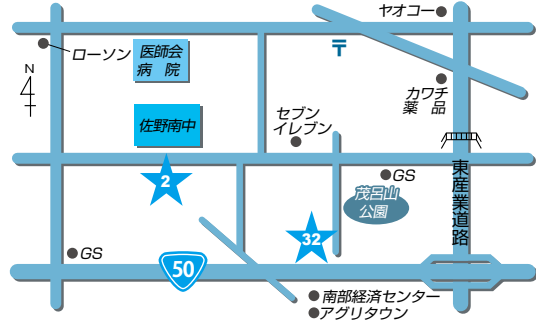 ヤオコー
ローソン
医師会
病 院
〒
N
カワチ
薬 品
佐野南中
セブン
イレブン
2
GS
東産業道路
茂呂山
公園
32
GS
50
南部経済センター
アグリタウン